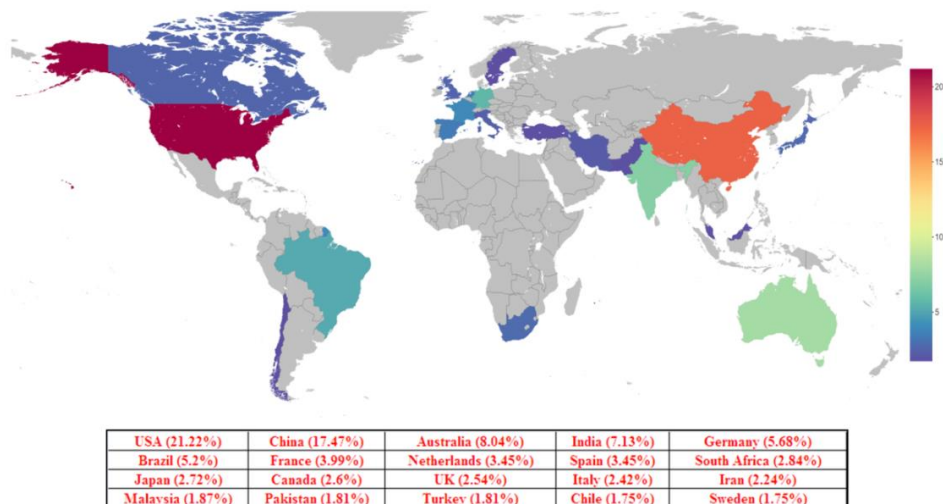 20
15
10
5
USA (21.22%) China (17.47%) Australia (8.04%) India (7.13%) Germany (5.68%)
Brazil (5.2%) France (3.99%) Netherlands (3.45%) Spain (3.45%) South Africa (2.84%)
Japan (2.72%) Canada (2.6%) UK (2.54%) Italy (2.42%) Iran (2.24%)
Malaysia (1.87%) Pakistan (1.81%) Turkey (1.81%) Chile (1.75%) Sweden (1.75%)